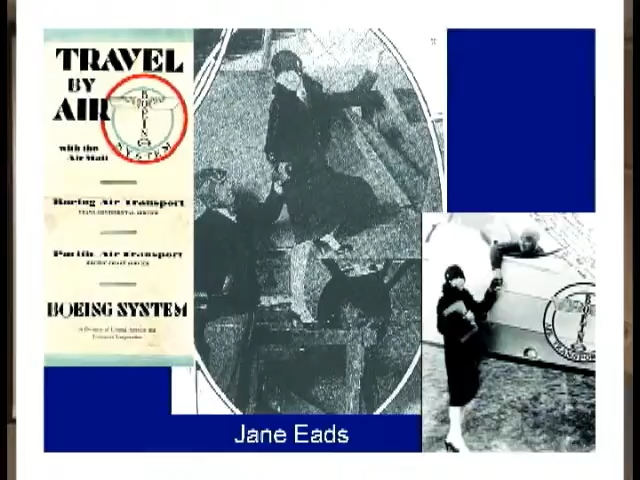 TRAVEL
BY
AIR
BOEING
SYSTEM
with the
Air Mail
Boeing Air Transport
Pacific Air Transport
BOEING SYSTEM
Jane Eads